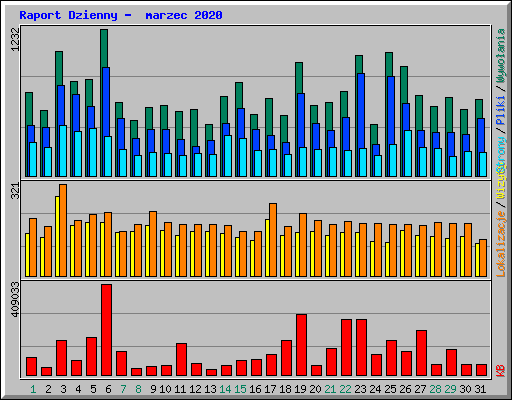 Raport Dzienny -  marzec 2020
1232
321
409033
Lokalizacje / Wizyty
Strony / Pliki / Wywołania
KB
1 2 3 4 5 6 7 8 9 10 11 12 13 14 15 16 17 18 19 20 21 22 23 24 25 26 27 28 29 30 31